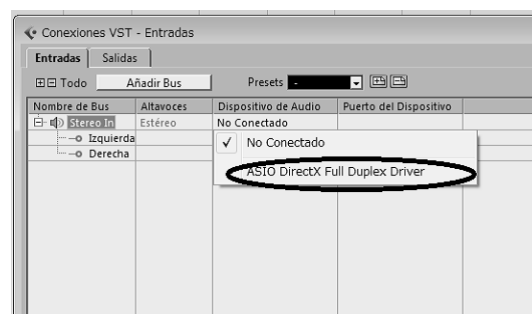 Conexiones VST - Entradas
Entradas Salidas
Todo Añadir Bus Presets -
Nombre de Bus Altavoces Dispositivo de Audio Puerto del Dispositivo
Stereo In Estéreo No Conectado
Izquierda No Conectado
Derecha
ASIO DirectX Full Duplex Driver